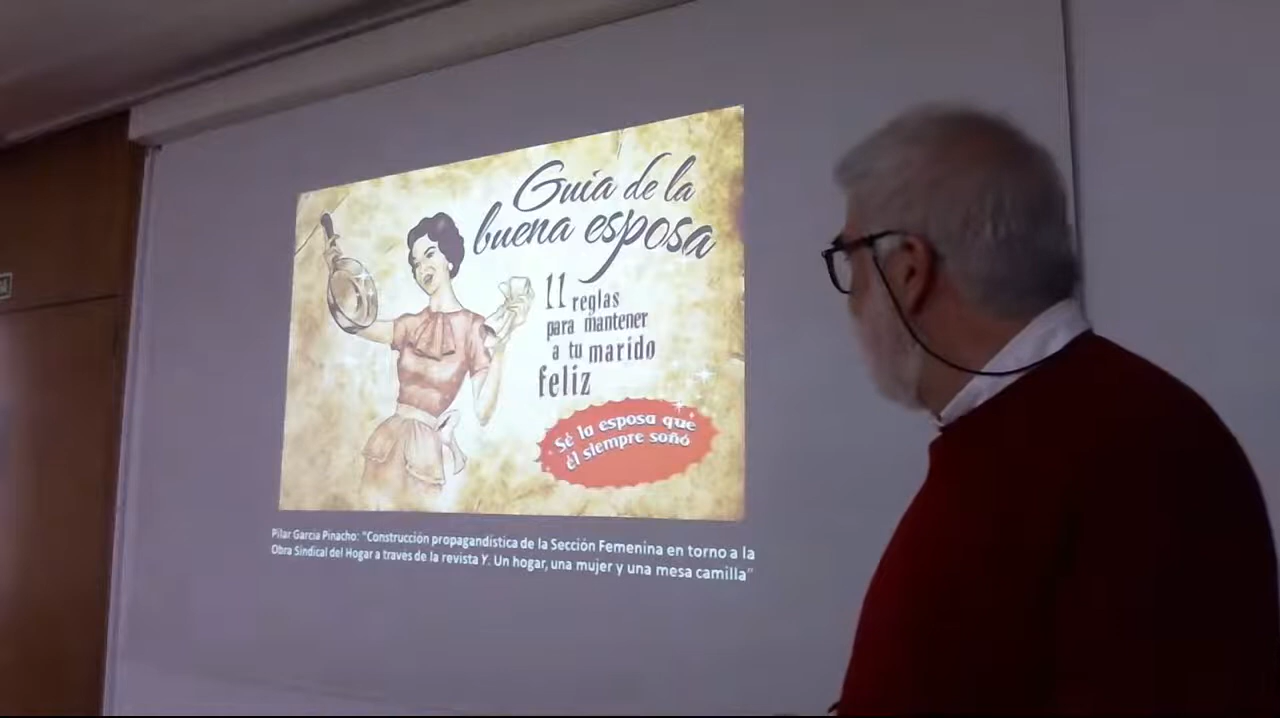 Guía de la
buena esposa
11 reglas
para mantener
a tu marido
feliz
Sé la esposa que
él siempre soñó
Pilar García Pinacho: "Construcción propagandística de la Sección Femenina en torno a la
Obra Sindical del Hogar a través de la revista Y. Un hogar, una mujer y una mesa camilla"